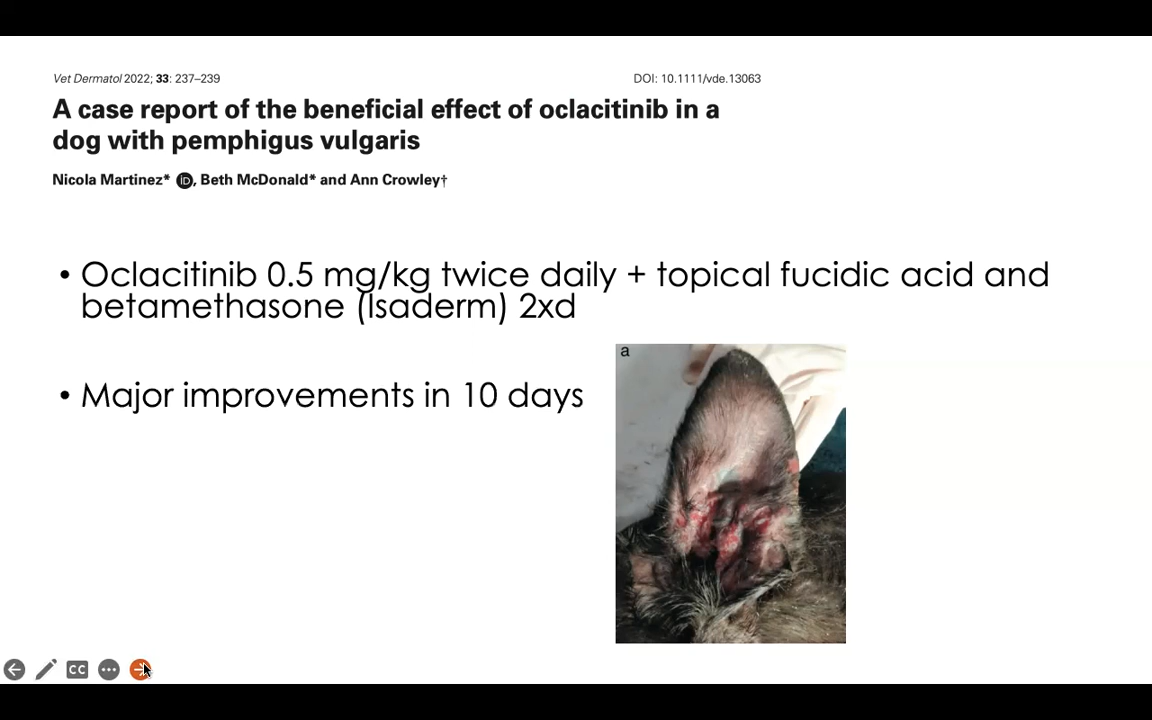 Vet Dermatol 2022; 33: 237–239
DOI: 10.1111/vde.13063
A case report of the beneficial effect of oclacitinib in a
dog with pemphigus vulgaris
Nicola Martinez* iD, Beth McDonald* and Ann Crowley†
• Oclacitinib 0.5 mg/kg twice daily + topical fucidic acid and
betamethasone (Isaderm) 2xd
• Major improvements in 10 days
a
CC